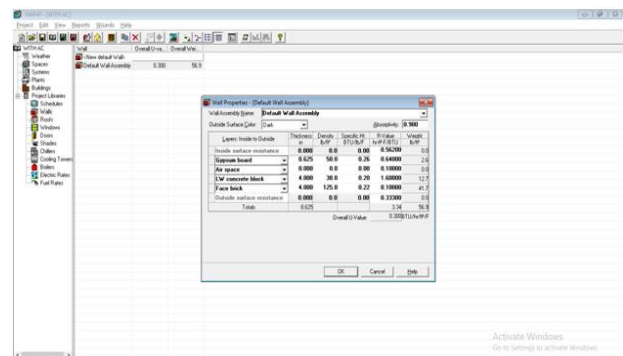 Project Edit View Reports Wizards Help
WITH AC
Weather
Spaces
Systems
Plants
Buildings
Project Libraries
Schedules
Walls
Roofs
Windows
Doors
Shades
Chillers
Cooling Towers
Boilers
Electric Rates
Fuel Rates
Wall Overall U-va... Overall Wei...
<New default Wall>
Default Wall Assembly 0.300 56.9
Wall Properties - [Default Wall Assembly]
Wall Assembly Name: Default Wall Assembly
Outside Surface Color: Dark Absorptivity: 0.900
Layers: Inside to Outside Thickness in Density lb/ft³ Specific Ht. BTU/lb/F R-Value hr-ft²-F/BTU Weight lb/ft²
Inside surface resistance 0.000 0.0 0.00 0.56200 0.0
Gypsum board 0.625 50.0 0.26 0.64000 2.6
Air space 0.000 0.0 0.00 0.10000 0.0
LW concrete block 4.000 38.0 0.20 1.60000 12.7
Face brick 4.000 125.0 0.22 0.10000 41.7
Outside surface resistance 0.000 0.0 0.00 0.33300 0.0
Totals 8.625 3.34 56.9
Overall U-Value: 0.300 BTU/hr/ft²/F
OK Cancel Help
Activate Windows
Go to Settings to activate Windows.